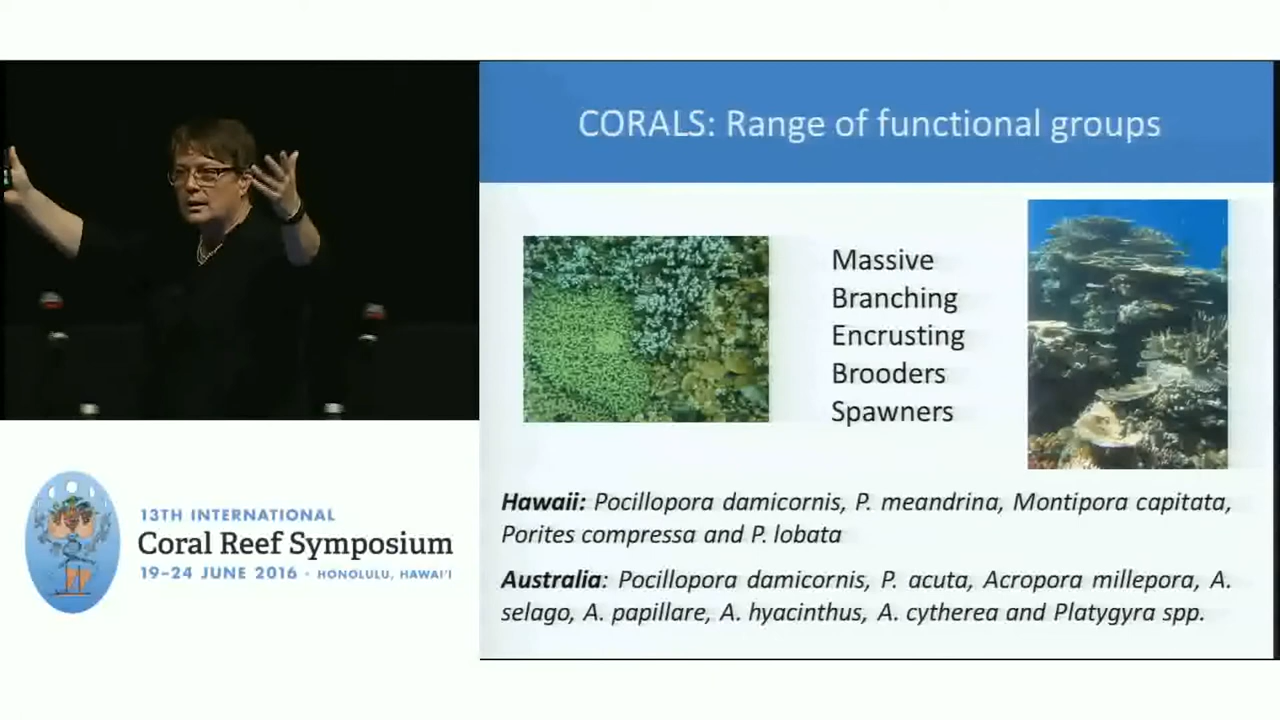 CORALS: Range of functional groups
Massive
Branching
Encrusting
Brooders
Spawners
Hawaii: Pocillopora damicornis, P. meandrina, Montipora capitata,
Porites compressa and P. lobata
Australia: Pocillopora damicornis, P. acuta, Acropora millepora, A.
selago, A. papillare, A. hyacinthus, A. cytherea and Platygyra spp.
13TH INTERNATIONAL
Coral Reef Symposium
19–24 JUNE 2016 · HONOLULU, HAWAI'I